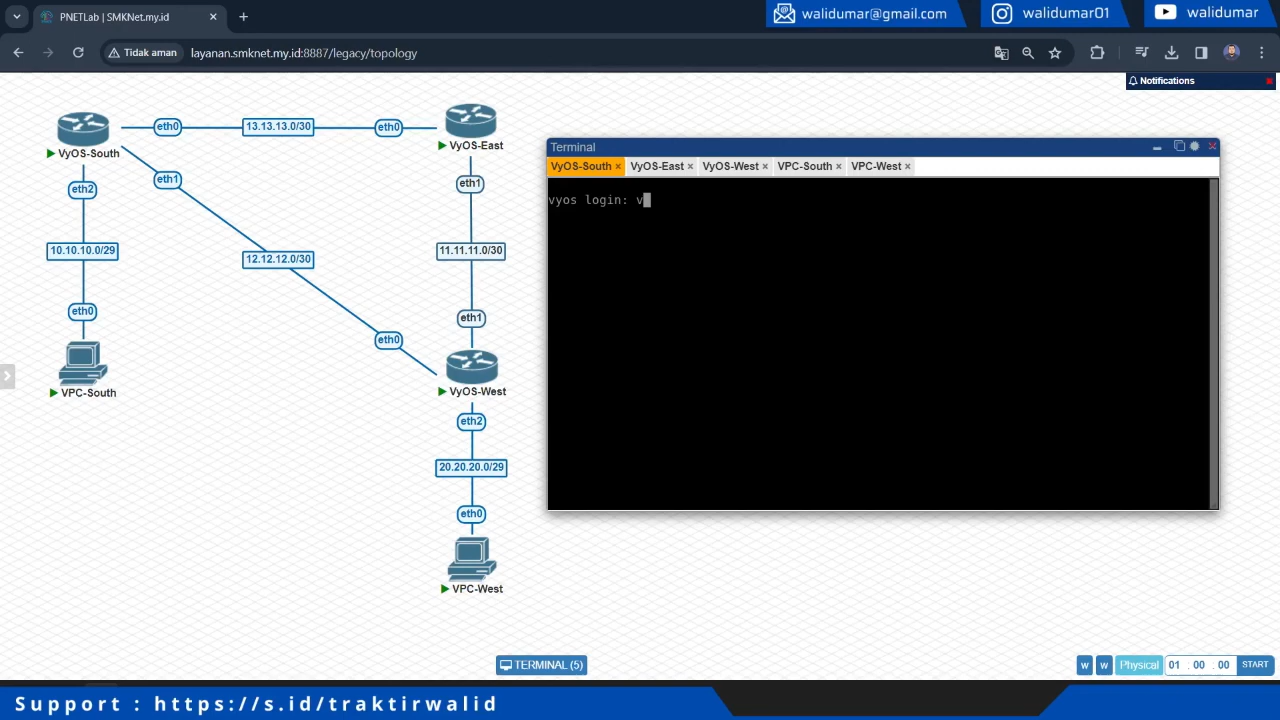 PNETLab | SMKNet.my.id
walidumar@gmail.com
walidumar01
walidumar
Tidak aman
layanan.smknet.my.id:8887/legacy/topology
Notifications
VyOS-South
eth0
13.13.13.0/30
eth0
VyOS-East
eth2
eth1
eth1
10.10.10.0/29
12.12.12.0/30
11.11.11.0/30
eth0
eth0
eth1
VPC-South
VyOS-West
eth2
20.20.20.0/29
eth0
VPC-West
Terminal
VyOS-South × VyOS-East × VyOS-West × VPC-South × VPC-West ×
vyos login: v
TERMINAL (5)
w w Physical 01 : 00 : 00 START
Support : https://s.id/traktirwalid